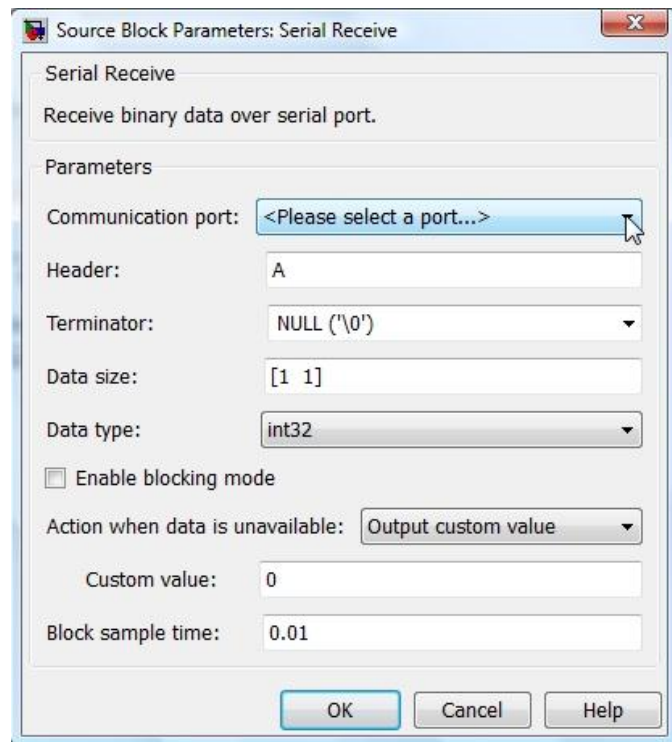 Source Block Parameters: Serial Receive
Serial Receive
Receive binary data over serial port.
Parameters
Communication port: <Please select a port...>
Header: A
Terminator: NULL ('\0')
Data size: [1 1]
Data type: int32
Enable blocking mode
Action when data is unavailable: Output custom value
Custom value: 0
Block sample time: 0.01
OK Cancel Help